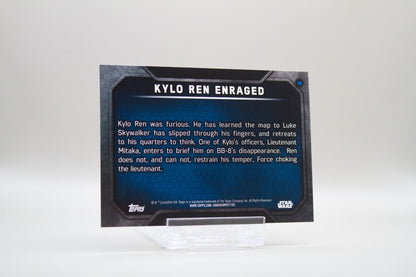 KYLO REN ENRAGED
Kylo Ren was furious. He has learned the map to Luke
Skywalker has slipped through his fingers, and retreats
to his quarters to think. One of Kylo's officers, Lieutenant
Mitaka, enters to brief him on BB-8's disappearance. Ren
does not, and can not, restrain his temper, Force choking
the lieutenant.
Topps
STAR WARS